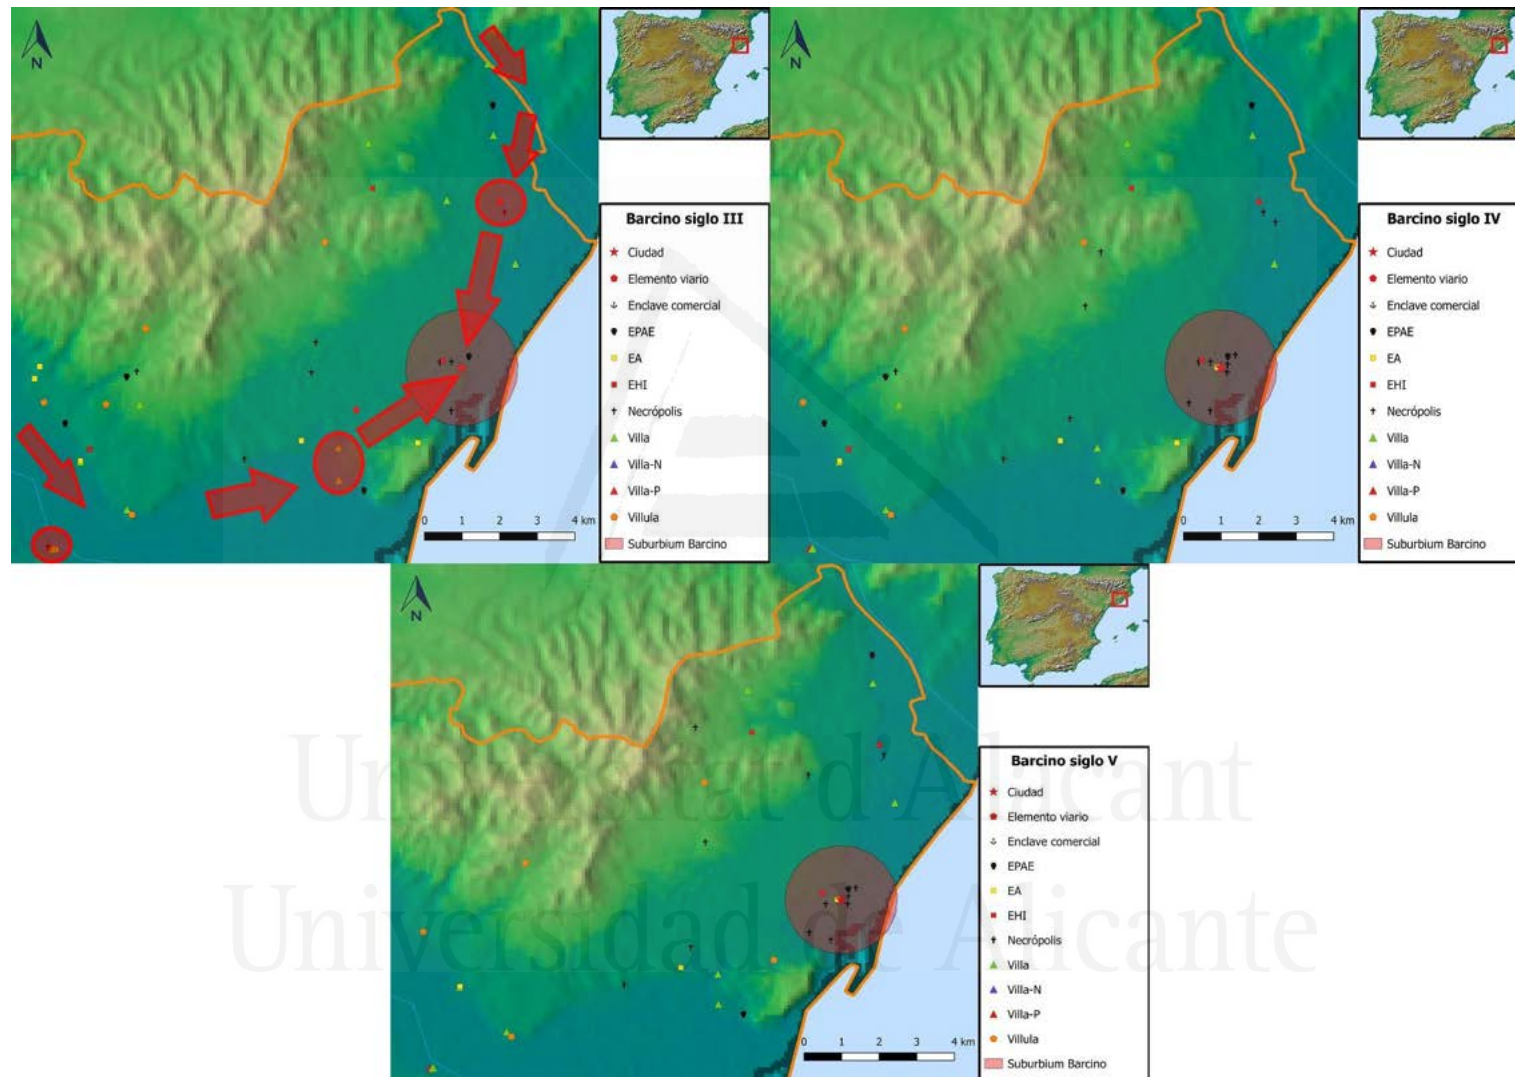 N
Barcino siglo III
Ciudad
Elemento viario
Enclave comercial
EPAE
EA
EHI
Necrópolis
Villa
Villa-N
Villa-P
Villula
Suburbium Barcino
0 1 2 3 4 km
N
Barcino siglo IV
Ciudad
Elemento viario
Enclave comercial
EPAE
EA
EHI
Necrópolis
Villa
Villa-N
Villa-P
Villula
Suburbium Barcino
0 1 2 3 4 km
N
Barcino siglo V
Ciudad
Elemento viario
Enclave comercial
EPAE
EA
EHI
Necrópolis
Villa
Villa-N
Villa-P
Villula
Suburbium Barcino
0 1 2 3 4 km
Universitat d'Alacant
Universidad de Alicante